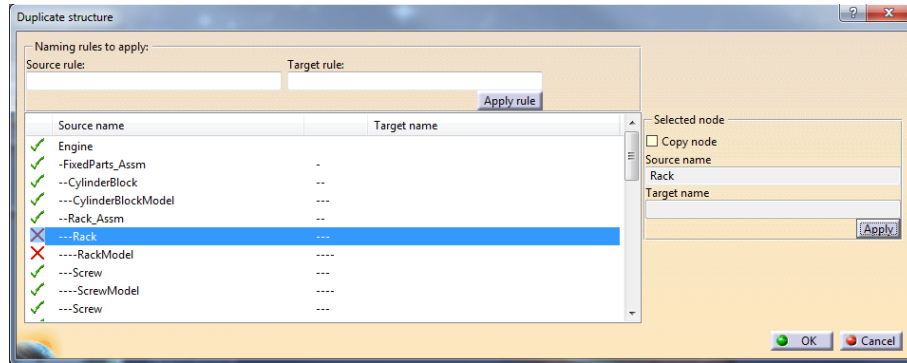 Duplicate structure
Naming rules to apply:
Source rule: Target rule:
Apply rule
Source name Target name
Engine
-FixedParts_Assm -
--CylinderBlock --
---CylinderBlockModel ---
--Rack_Assm --
---Rack ---
----RackModel ----
---Screw ---
----ScrewModel ----
---Screw ---
Selected node
Copy node
Source name
Rack
Target name
Apply
OK Cancel